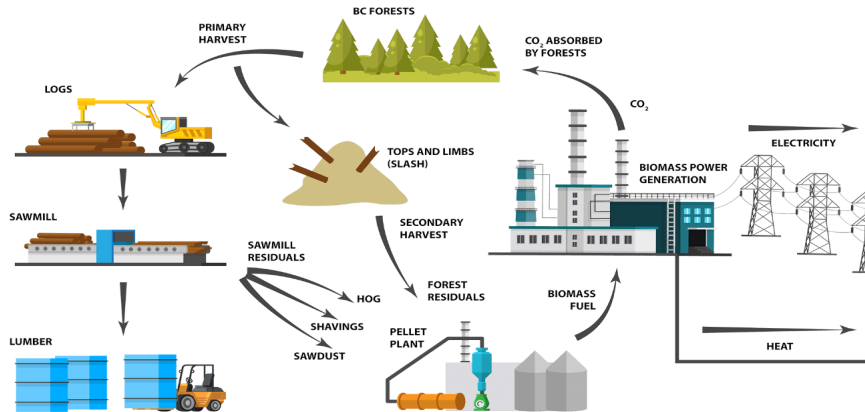 BC FORESTS
PRIMARY
HARVEST
CO₂ ABSORBED
BY FORESTS
LOGS
CO₂
ELECTRICITY
TOPS AND LIMBS
(SLASH)
BIOMASS POWER
GENERATION
SAWMILL
SECONDARY
HARVEST
SAWMILL
RESIDUALS
FOREST
RESIDUALS
BIOMASS
FUEL
HOG
SHAVINGS
SAWDUST
PELLET
PLANT
LUMBER
HEAT